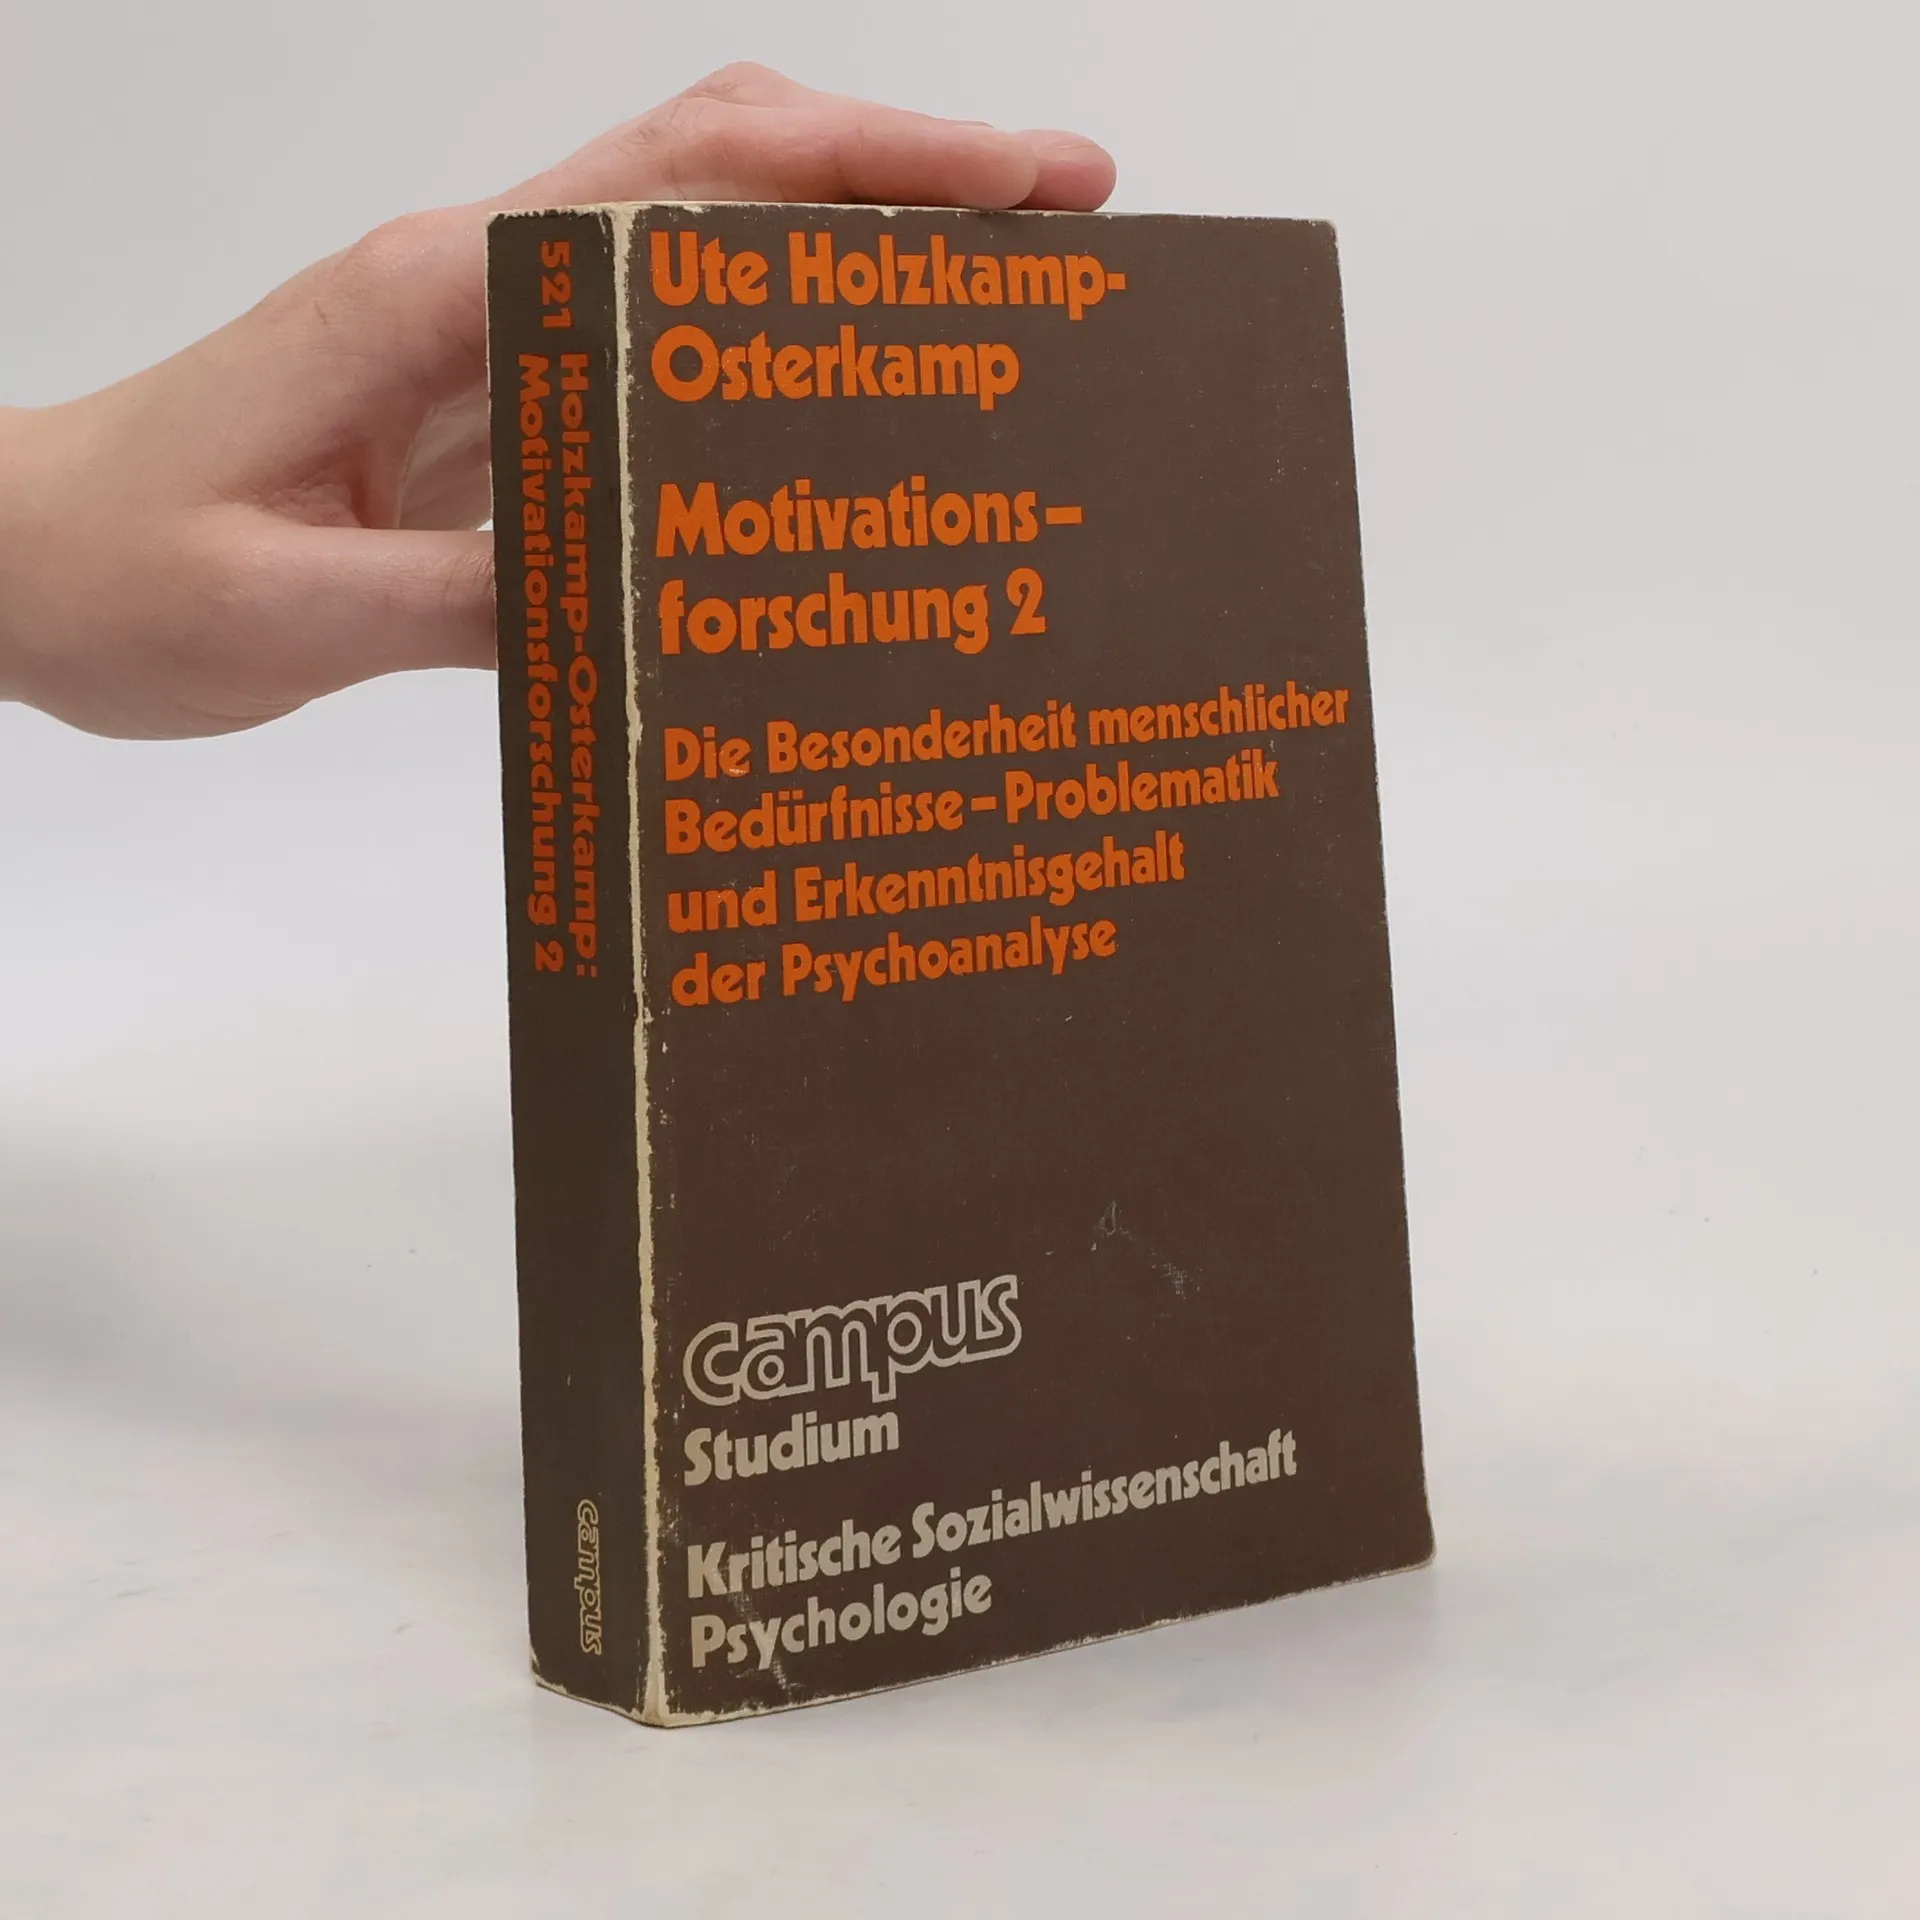 521 Holzkamp-Osterkamp:
Motivationsforschung 2
campus
Ute Holzkamp-
Osterkamp
Motivations-
forschung 2
Die Besonderheit menschlicher
Bedürfnisse – Problematik
und Erkenntnisgehalt
der Psychoanalyse
campus
Studium
Kritische Sozialwissenschaft
Psychologie